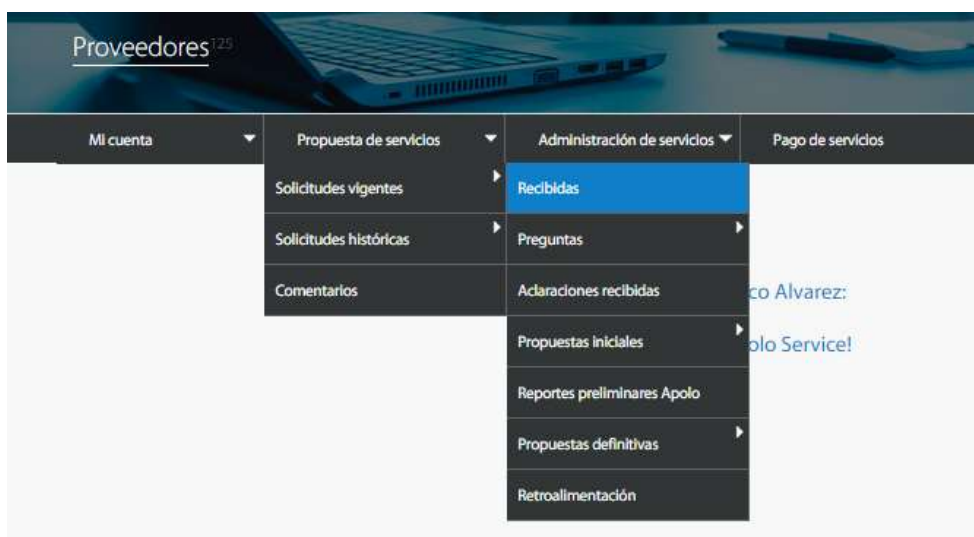 Proveedores 125
Mi cuenta
Propuesta de servicios
Administración de servicios
Pago de servicios
Solicitudes vigentes
Recibidas
Solicitudes históricas
Preguntas
Comentarios
Aclaraciones recibidas
co Alvarez:
Propuestas iniciales
olo Service!
Reportes preliminares Apolo
Propuestas definitivas
Retroalimentación